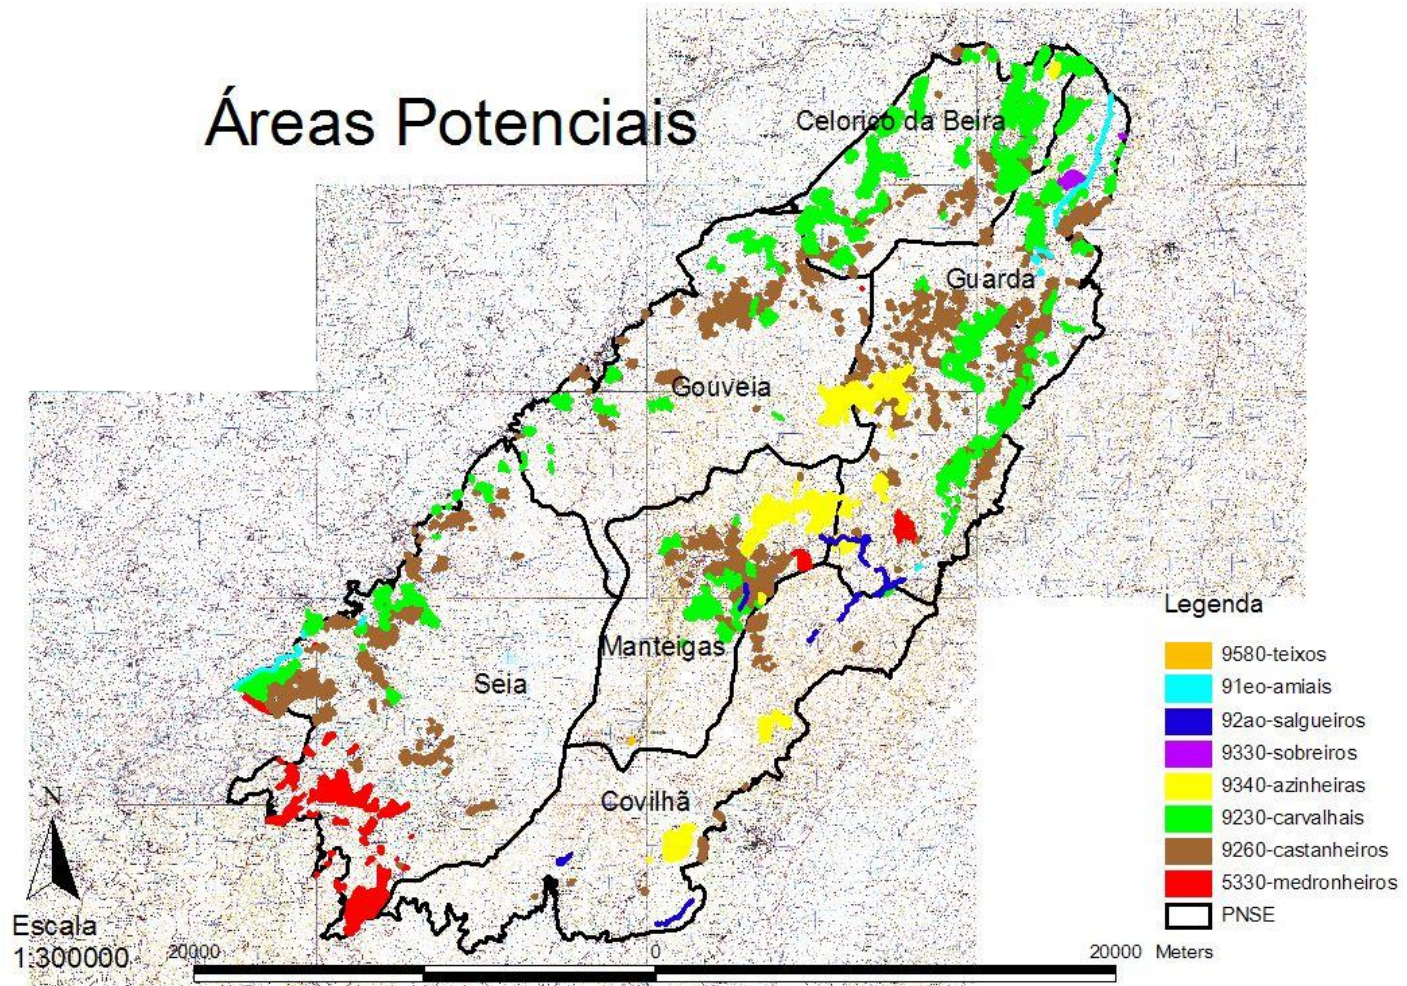 Áreas Potenciais
Celorico da Beira
Guarda
Gouveia
Manteigas
Seia
Covilhã
Legenda
9580-teixos
91eo-amiais
92ao-salgueiros
9330-sobreiros
9340-azinheiras
9230-carvalhais
9260-castanheiros
5330-medronheiros
PNSE
N
Escala
1:300000
20000 0 20000 Meters